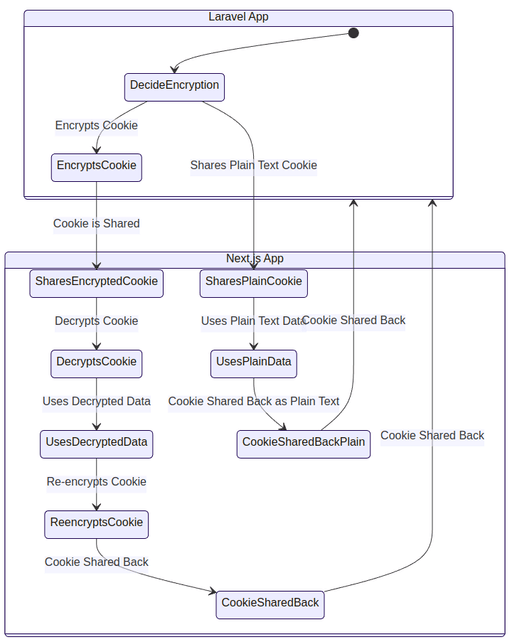 Laravel App
DecideEncryption
Encrypts Cookie
EncryptsCookie
Shares Plain Text Cookie
Cookie is Shared
Next.js App
SharesEncryptedCookie
SharesPlainCookie
Decrypts Cookie
Uses Plain Text Data
Cookie Shared Back
DecryptsCookie
UsesPlainData
Uses Decrypted Data
Cookie Shared Back as Plain Text
UsesDecryptedData
CookieSharedBackPlain
Cookie Shared Back
Re-encrypts Cookie
ReencryptsCookie
Cookie Shared Back
CookieSharedBack